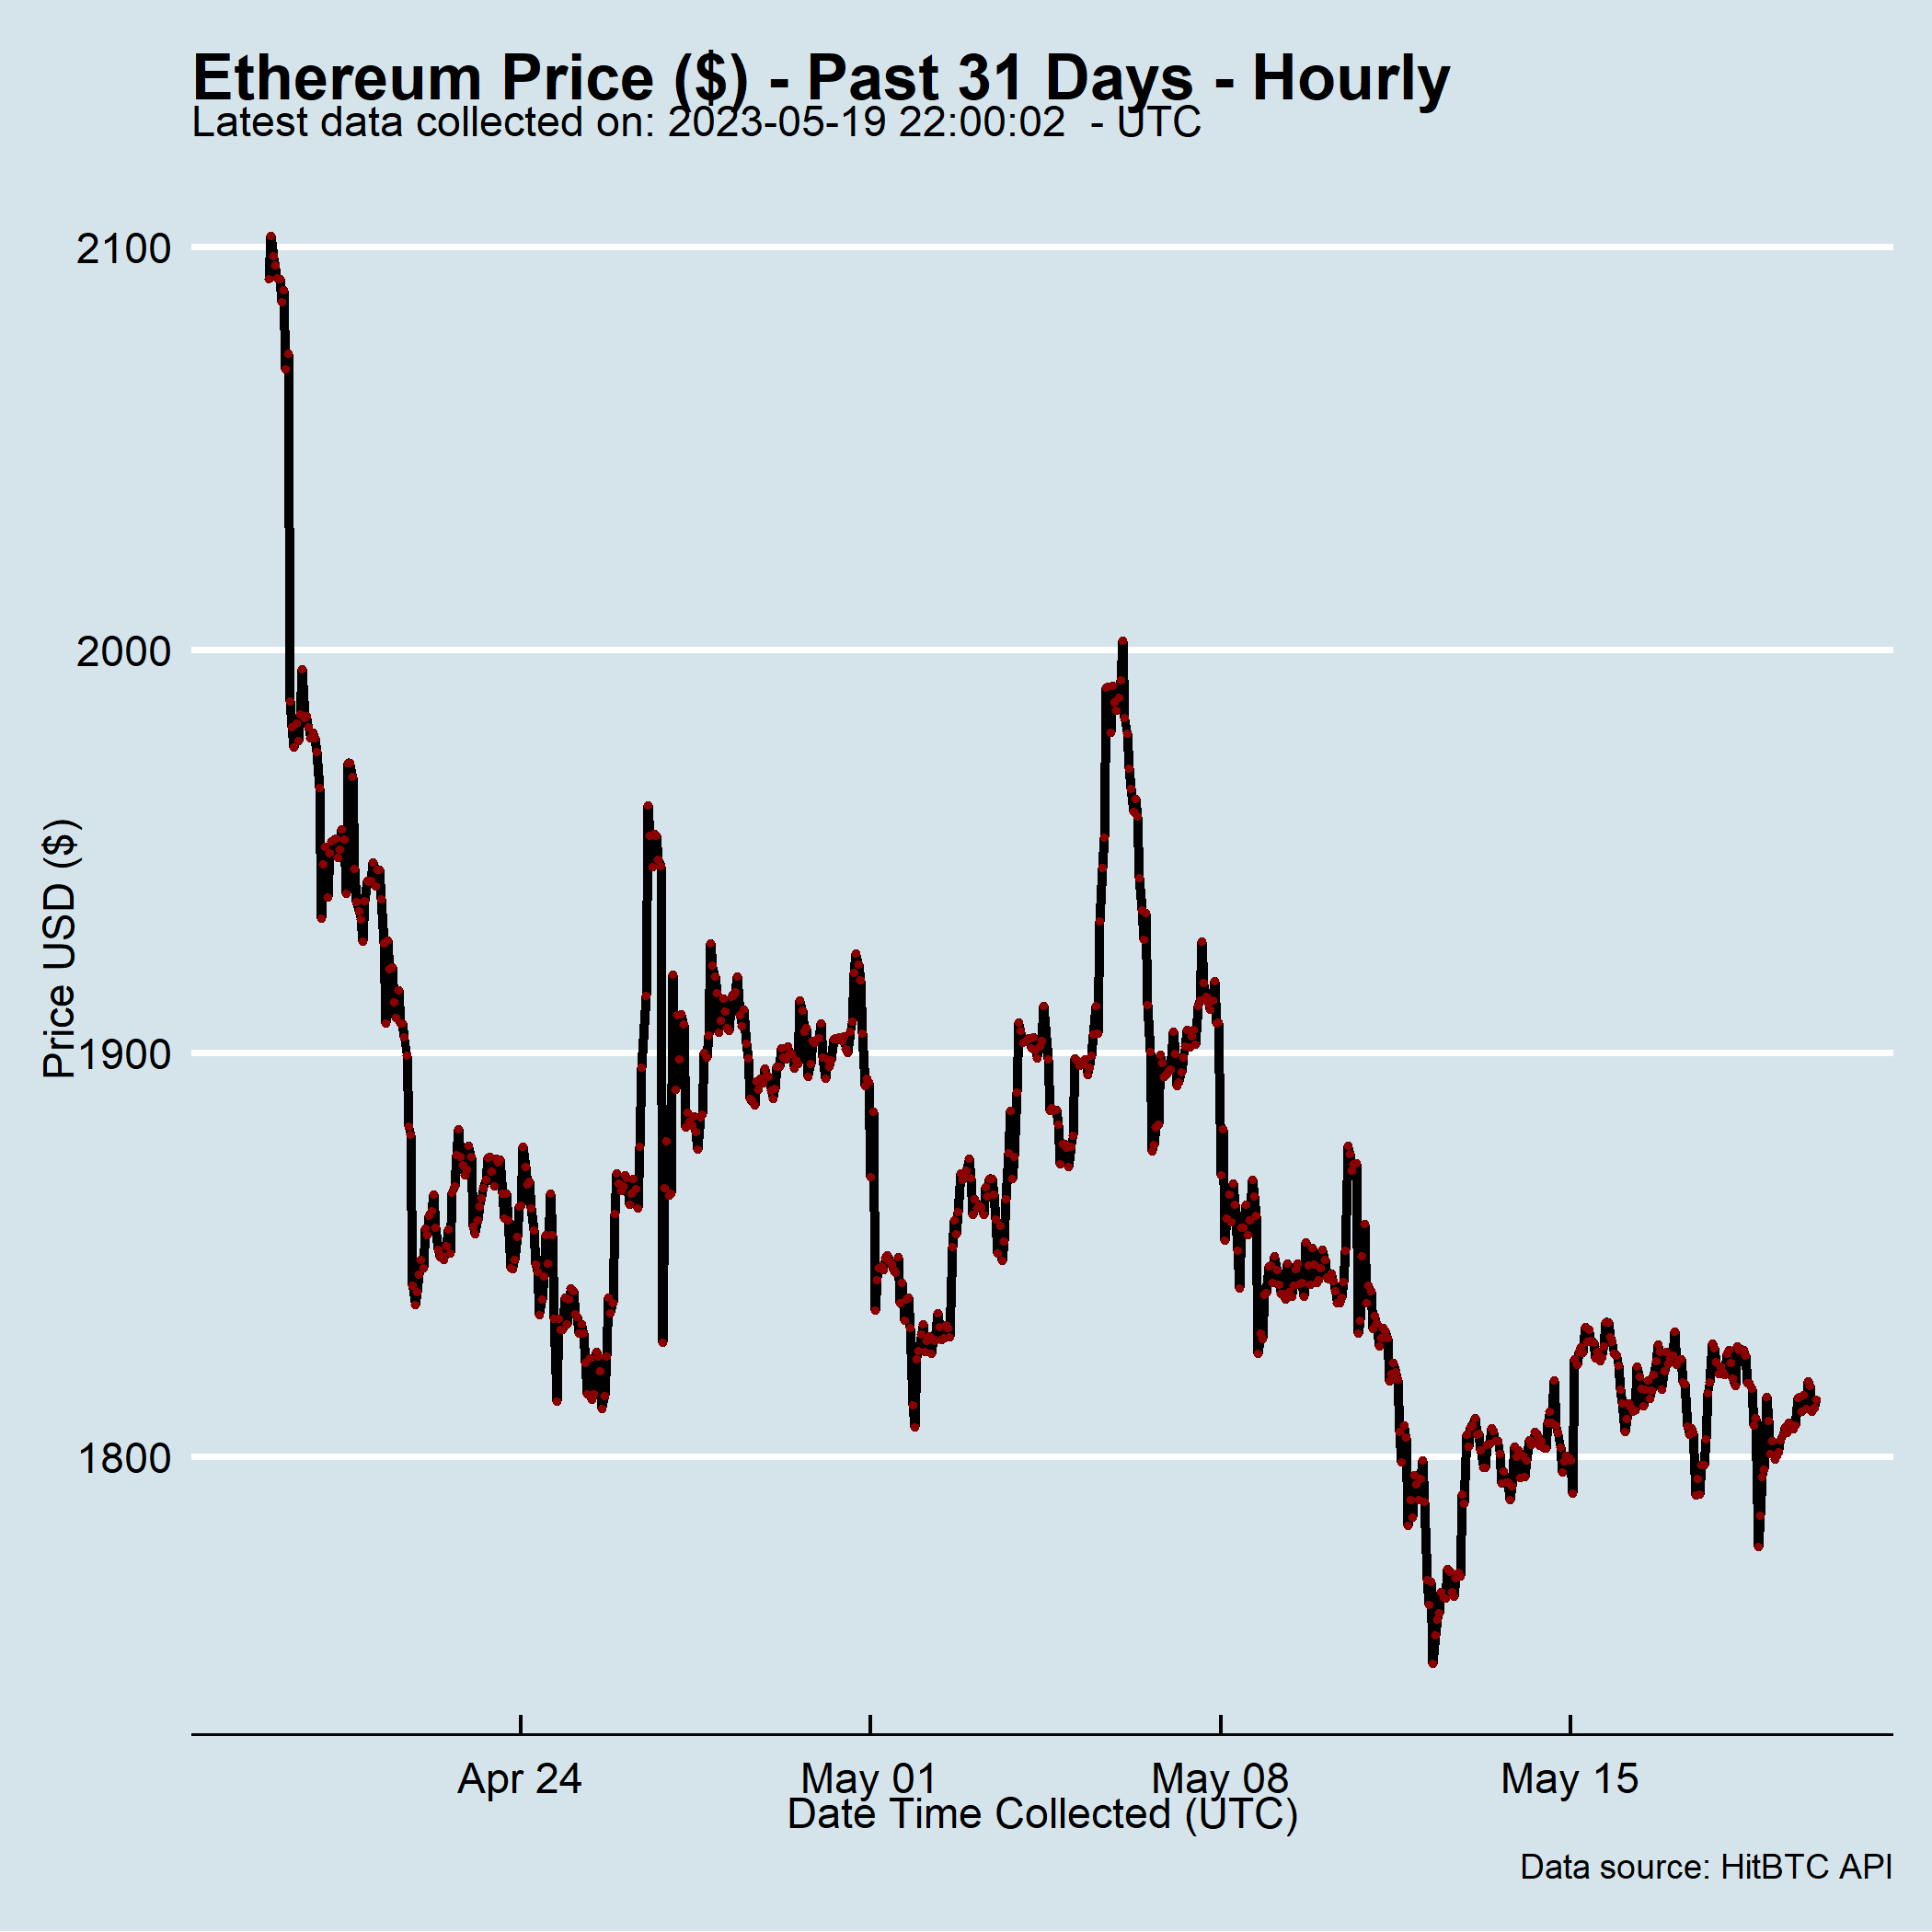 Ethereum Price ($) - Past 31 Days - Hourly
Latest data collected on: 2023-05-19 22:00:02  - UTC
2100
2000
1900
1800
Price USD ($)
Apr 24
May 01
May 08
May 15
Date Time Collected (UTC)
Data source: HitBTC API